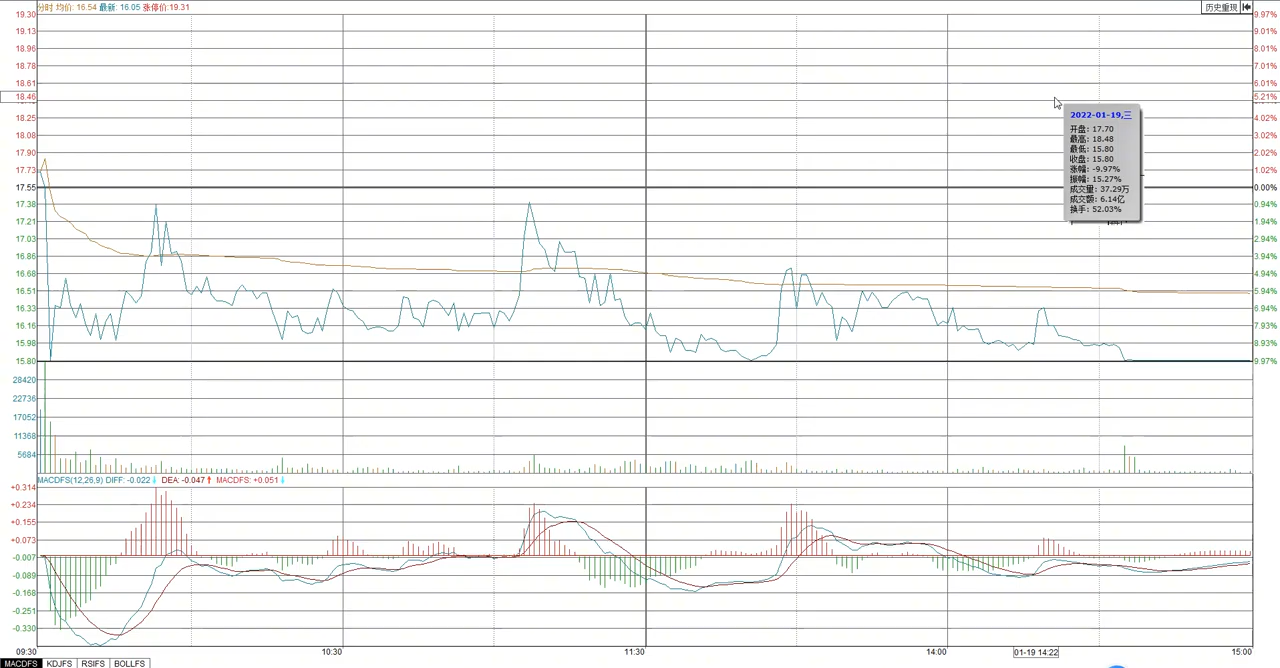 分时 均价: 16.54 最新: 16.05 涨停价:19.31
历史重现
19.30 9.97%
19.13 9.01%
18.96 8.01%
18.78 7.01%
18.61 6.01%
18.46 5.21%
18.25 4.02%
18.08 3.02%
17.90 2.02%
17.73 1.02%
17.55 0.00%
17.38 0.94%
17.21 1.94%
17.03 2.94%
16.86 3.94%
16.68 4.94%
16.51 5.94%
16.33 6.94%
16.16 7.93%
15.98 8.93%
15.80 9.97%
2022-01-19,三
开盘: 17.70
最高: 18.48
最低: 15.80
收盘: 15.80
涨幅: -9.97%
振幅: 15.27%
成交量: 37.29万
成交额: 6.14亿
换手: 52.03%
28420
22736
17052
11368
5684
MACDFS(12,26,9) DIFF: -0.022↓ DEA: -0.047↑ MACDFS: +0.051↓
+0.314
+0.234
+0.155
+0.073
-0.007
-0.089
-0.168
-0.251
-0.330
09:30 10:30 11:30 14:00 01-19 14:22 15:00
MACDFS KDJFS RSIFS BOLLFS